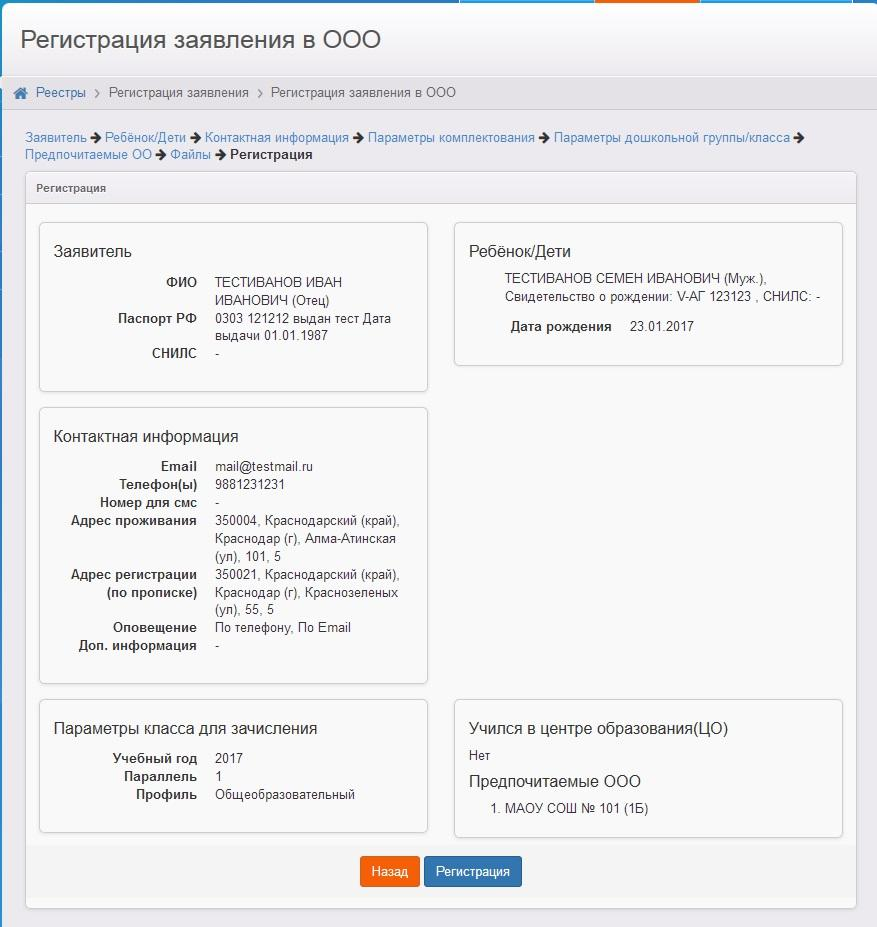 Регистрация заявления в ООО
Реестры > Регистрация заявления > Регистрация заявления в ООО
Заявитель → Ребёнок/Дети → Контактная информация → Параметры комплектования → Параметры дошкольной группы/класса →
Предпочитаемые ОО → Файлы → Регистрация
Регистрация
Заявитель
ФИО ТЕСТИВАНОВ ИВАН
ИВАНОВИЧ (Отец)
Паспорт РФ 0303 121212 выдан тест Дата
выдачи 01.01.1987
СНИЛС -
Ребёнок/Дети
ТЕСТИВАНОВ СЕМЕН ИВАНОВИЧ (Муж.),
Свидетельство о рождении: V-АГ 123123 , СНИЛС: -
Дата рождения 23.01.2017
Контактная информация
Email mail@testmail.ru
Телефон(ы) 9881231231
Номер для смс -
Адрес проживания 350004, Краснодарский (край),
Краснодар (г), Алма-Атинская
(ул), 101, 5
Адрес регистрации 350021, Краснодарский (край),
(по прописке) Краснодар (г), Краснозеленых
(ул), 55, 5
Оповещение По телефону, По Email
Доп. информация -
Параметры класса для зачисления
Учебный год 2017
Параллель 1
Профиль Общеобразовательный
Учился в центре образования(ЦО)
Нет
Предпочитаемые ООО
1. МАОУ СОШ № 101 (1Б)
Назад Регистрация